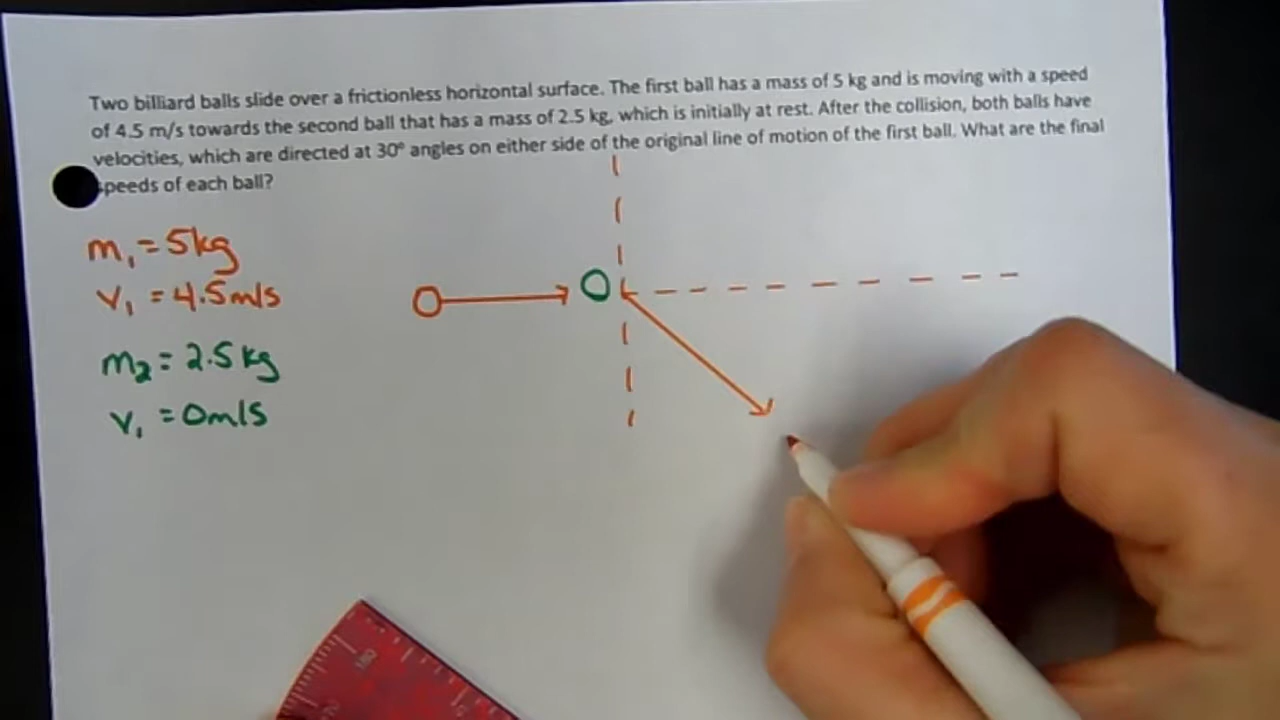 Two billiard balls slide over a frictionless horizontal surface. The first ball has a mass of 5 kg and is moving with a speed
of 4.5 m/s towards the second ball that has a mass of 2.5 kg, which is initially at rest. After the collision, both balls have
velocities, which are directed at 30° angles on either side of the original line of motion of the first ball. What are the final
speeds of each ball?
m₁ = 5kg
v₁ = 4.5m/s
m₂ = 2.5kg
v₁ = 0m/s
180